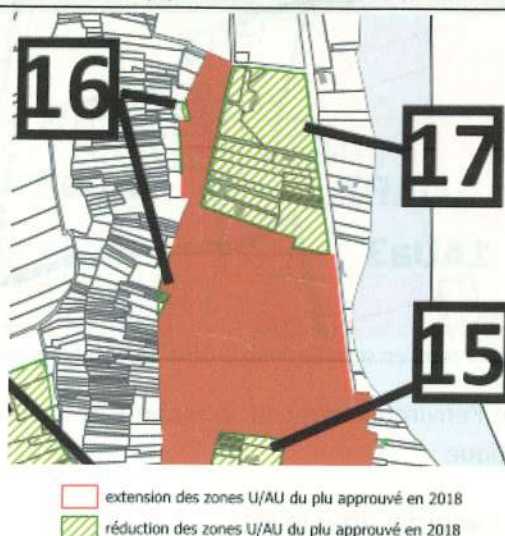 16
17
15
extension des zones U/AU du plu approuvé en 2018
réduction des zones U/AU du plu approuvé en 2018